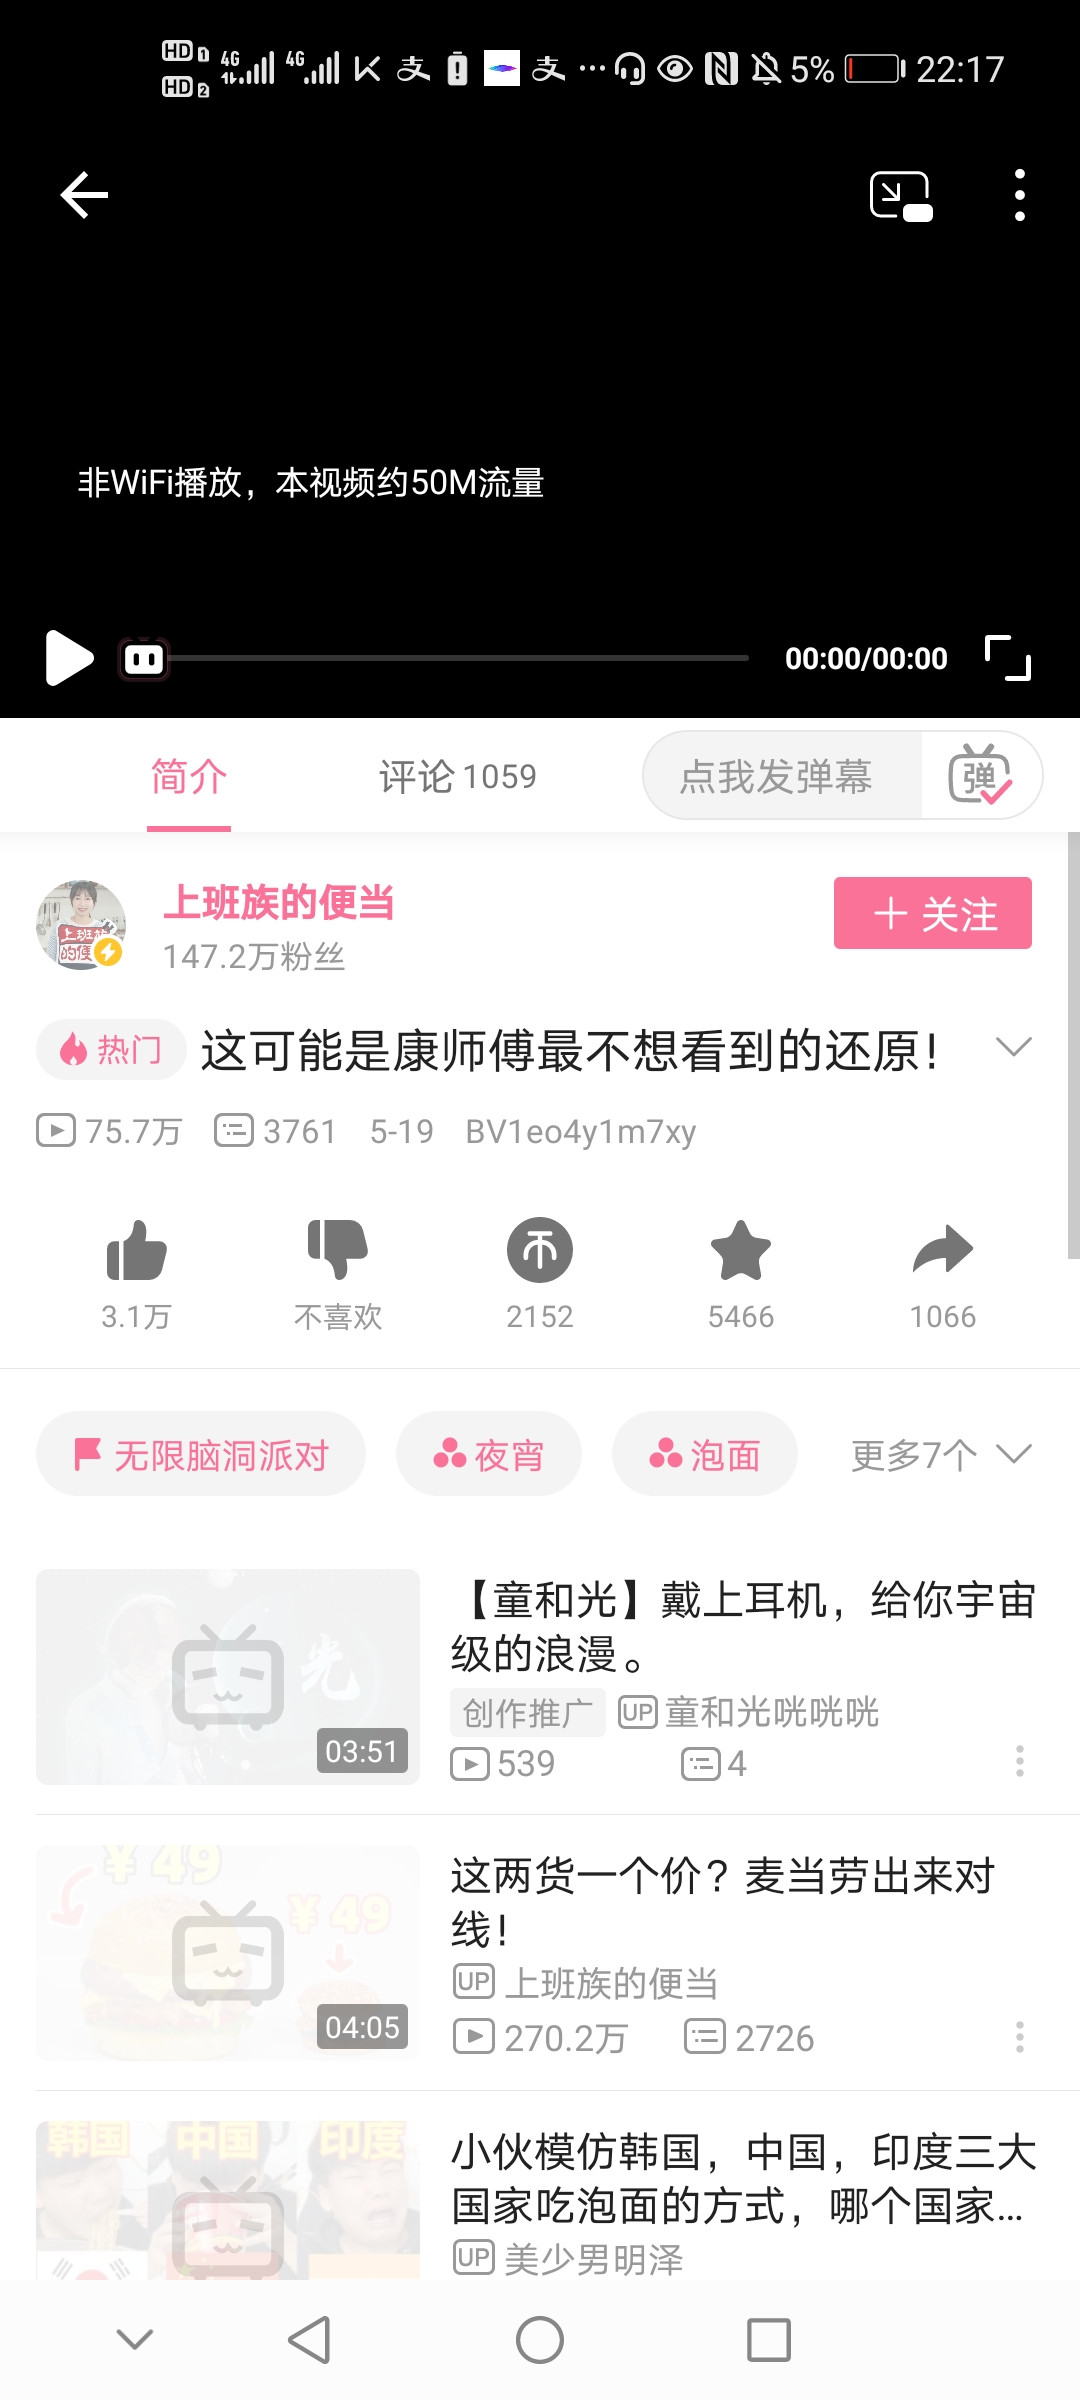 HD 1 4G 4G 支 支 … 5% 22:17
HD 2
非WiFi播放，本视频约50M流量
00:00/00:00
简介 评论 1059 点我发弹幕 弹
上班族的便当
147.2万粉丝
+ 关注
热门 这可能是康师傅最不想看到的还原！
75.7万 3761 5-19 BV1eo4y1m7xy
3.1万 不喜欢 2152 5466 1066
无限脑洞派对 夜宵 泡面 更多7个
光
03:51
【童和光】戴上耳机，给你宇宙
级的浪漫。
创作推广 UP 童和光咣咣咣
539 4
¥49
¥49
04:05
这两货一个价？麦当劳出来对
线！
UP 上班族的便当
270.2万 2726
韩国 中国 印度
小伙模仿韩国，中国，印度三大
国家吃泡面的方式，哪个国家...
UP 美少男明泽